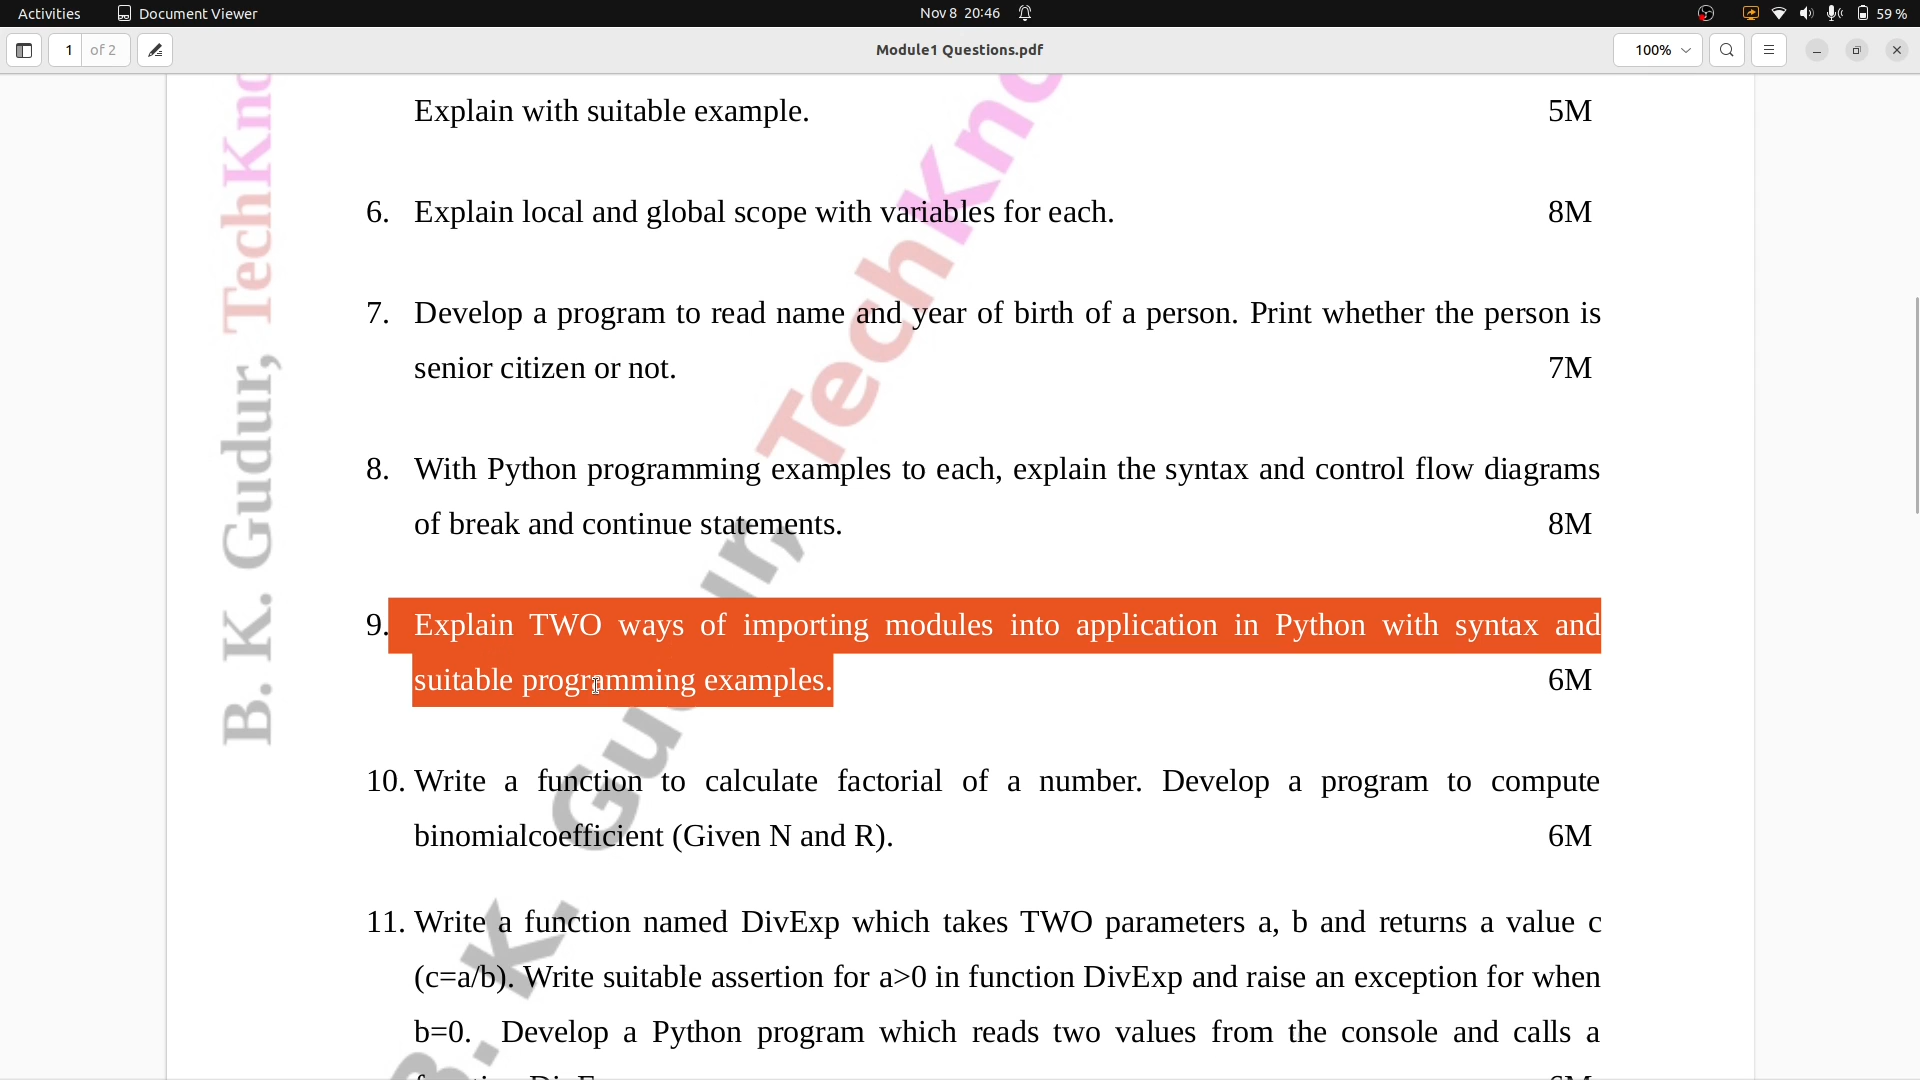 Activities Document Viewer Nov 8 20:46 59 %
1 of 2 Module1 Questions.pdf 100%
Explain with suitable example. 5M
6. Explain local and global scope with variables for each. 8M
7. Develop a program to read name and year of birth of a person. Print whether the person is
senior citizen or not. 7M
8. With Python programming examples to each, explain the syntax and control flow diagrams
of break and continue statements. 8M
9. Explain TWO ways of importing modules into application in Python with syntax and
suitable programming examples. 6M
10. Write a function to calculate factorial of a number. Develop a program to compute
binomialcoefficient (Given N and R). 6M
11. Write a function named DivExp which takes TWO parameters a, b and returns a value c
(c=a/b). Write suitable assertion for a>0 in function DivExp and raise an exception for when
b=0. Develop a Python program which reads two values from the console and calls a
B. K. Gudur, TechKno
B. K. Gudur, TechKno